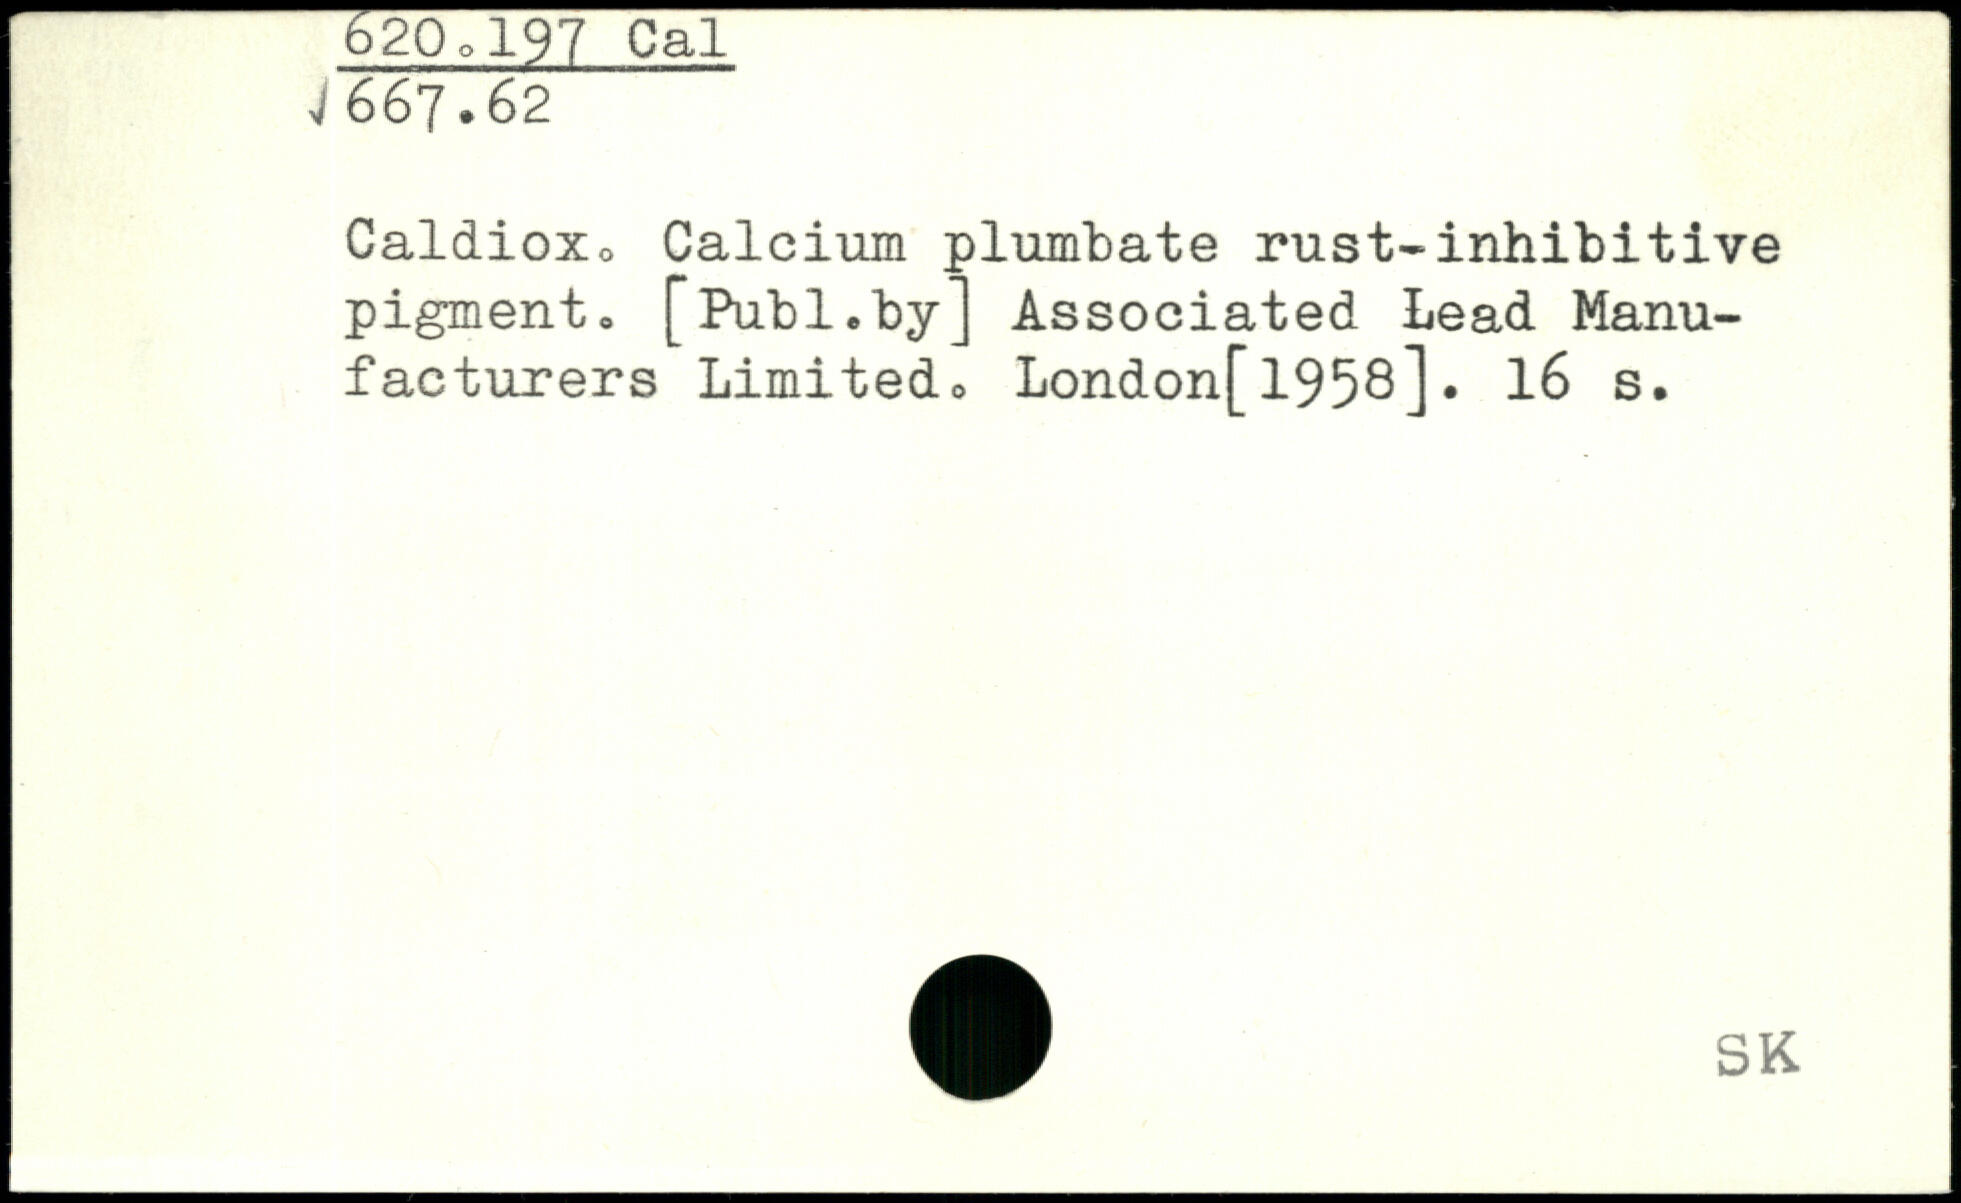 620.197 Cal
✓667.62
Caldiox. Calcium plumbate rust-inhibitive
pigment. [Publ.by] Associated Lead Manu-
facturers Limited. London[1958]. 16 s.
SK